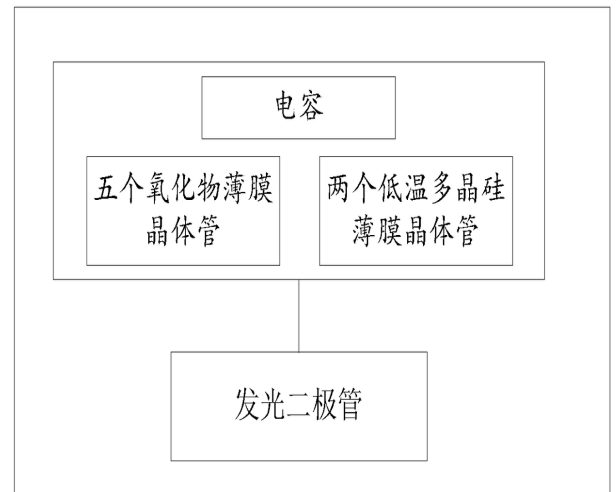 电容
五个氧化物薄膜
晶体管
两个低温多晶硅
薄膜晶体管
发光二极管